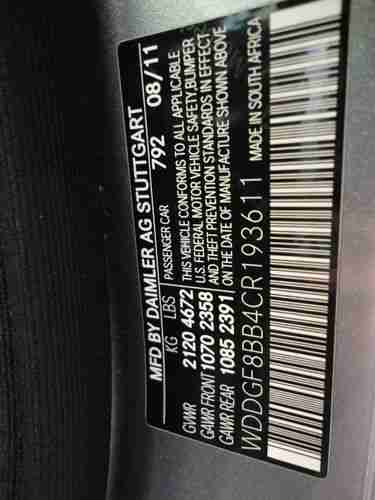 MFD BY DAIMLER AG STUTTGART
792 08/11
KG LBS PASSENGER CAR
GVWR 2120 4672 THIS VEHICLE CONFORMS TO ALL APPLICABLE
GAWR FRONT 1070 2358 U.S. FEDERAL MOTOR VEHICLE SAFETY, BUMPER
GAWR REAR 1085 2391 AND THEFT PREVENTION STANDARDS IN EFFECT
ON THE DATE OF MANUFACTURE SHOWN ABOVE
MADE IN SOUTH AFRICA
WDDGF8BB4CR193611